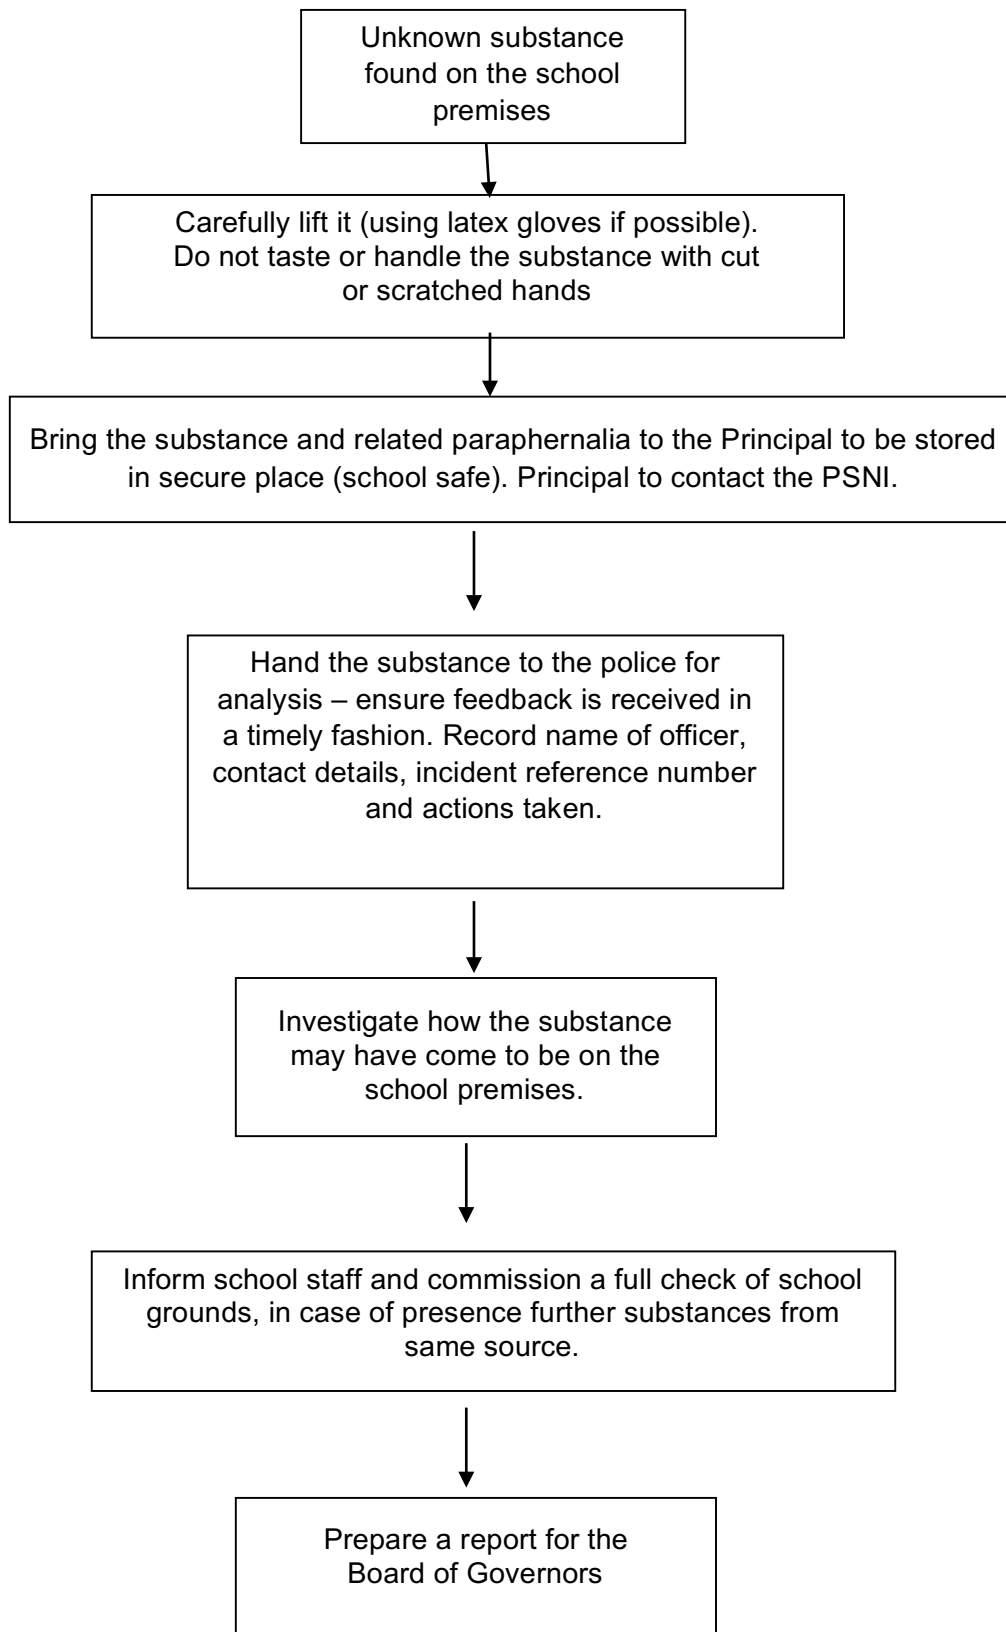 Unknown substance
found on the school
premises
Carefully lift it (using latex gloves if possible).
Do not taste or handle the substance with cut
or scratched hands
Bring the substance and related paraphernalia to the Principal to be stored
in secure place (school safe). Principal to contact the PSNI.
Hand the substance to the police for
analysis – ensure feedback is received in
a timely fashion. Record name of officer,
contact details, incident reference number
and actions taken.
Investigate how the substance
may have come to be on the
school premises.
Inform school staff and commission a full check of school
grounds, in case of presence further substances from
same source.
Prepare a report for the
Board of Governors